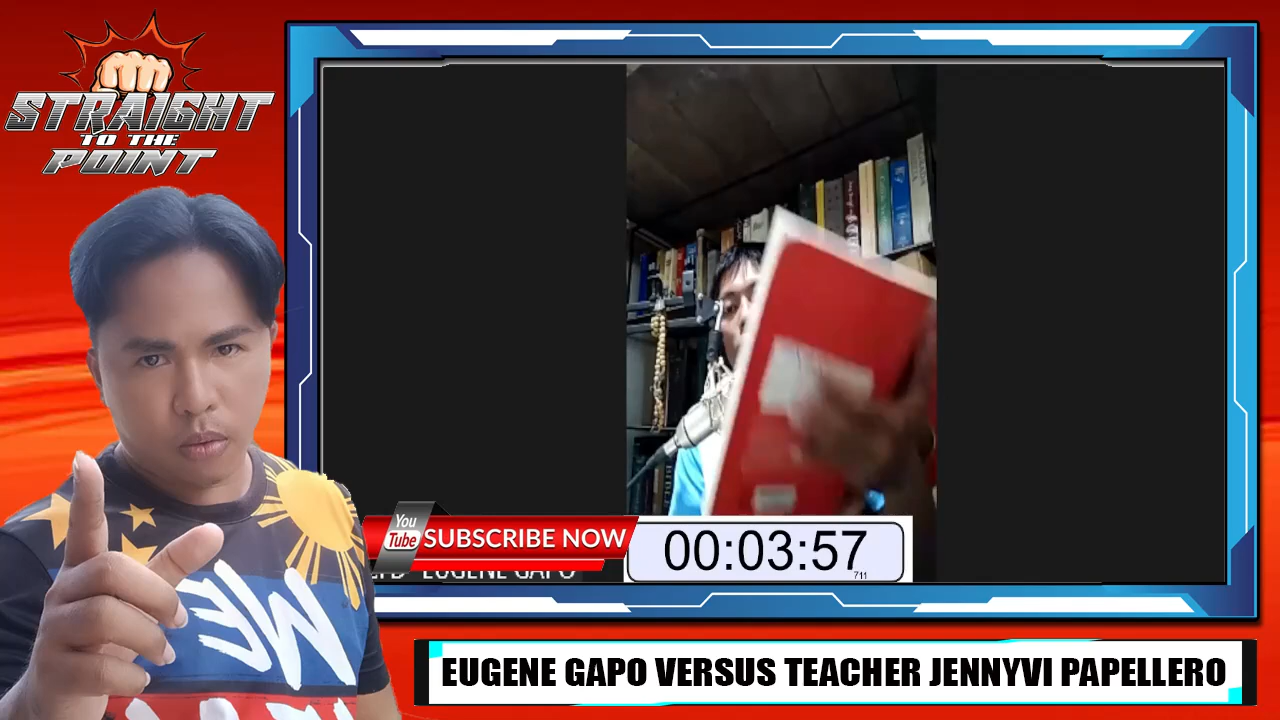 STRAIGHT
TO THE
POINT
You
Tube
SUBSCRIBE NOW
EUGENE GAPO
00:03:57
711
EUGENE GAPO VERSUS TEACHER JENNYVI PAPELLERO